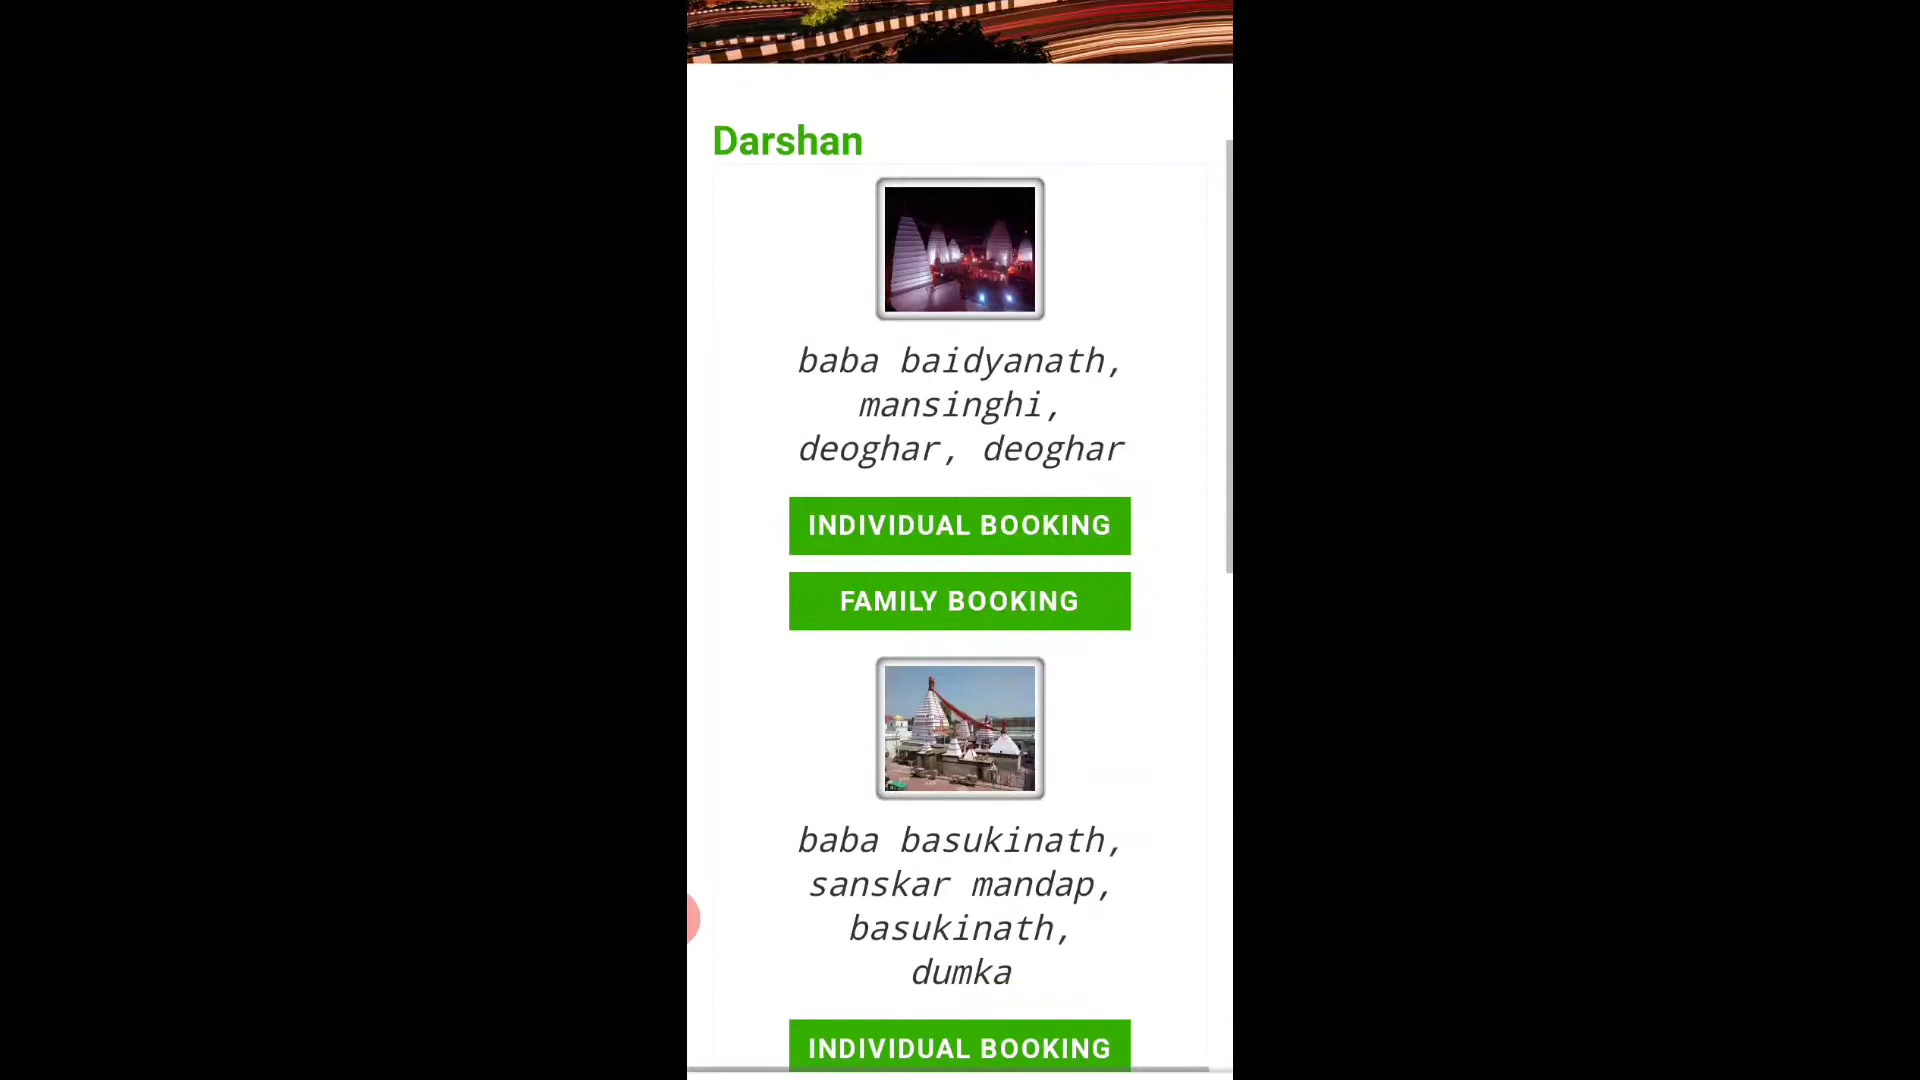 Darshan
baba baidyanath,
mansinghi,
deoghar, deoghar
INDIVIDUAL BOOKING
FAMILY BOOKING
baba basukinath,
sanskar mandap,
basukinath,
dumka
INDIVIDUAL BOOKING